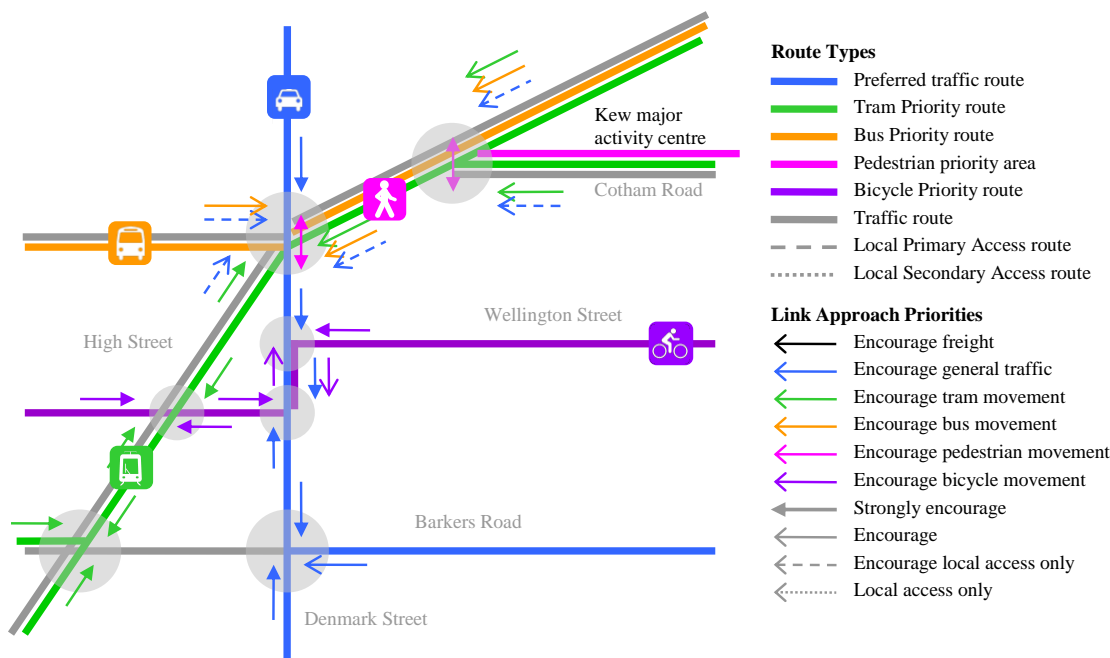 Kew major
activity centre
Cotham Road
Wellington Street
High Street
Barkers Road
Denmark Street
Route Types
Preferred traffic route
Tram Priority route
Bus Priority route
Pedestrian priority area
Bicycle Priority route
Traffic route
Local Primary Access route
Local Secondary Access route
Link Approach Priorities
Encourage freight
Encourage general traffic
Encourage tram movement
Encourage bus movement
Encourage pedestrian movement
Encourage bicycle movement
Strongly encourage
Encourage
Encourage local access only
Local access only